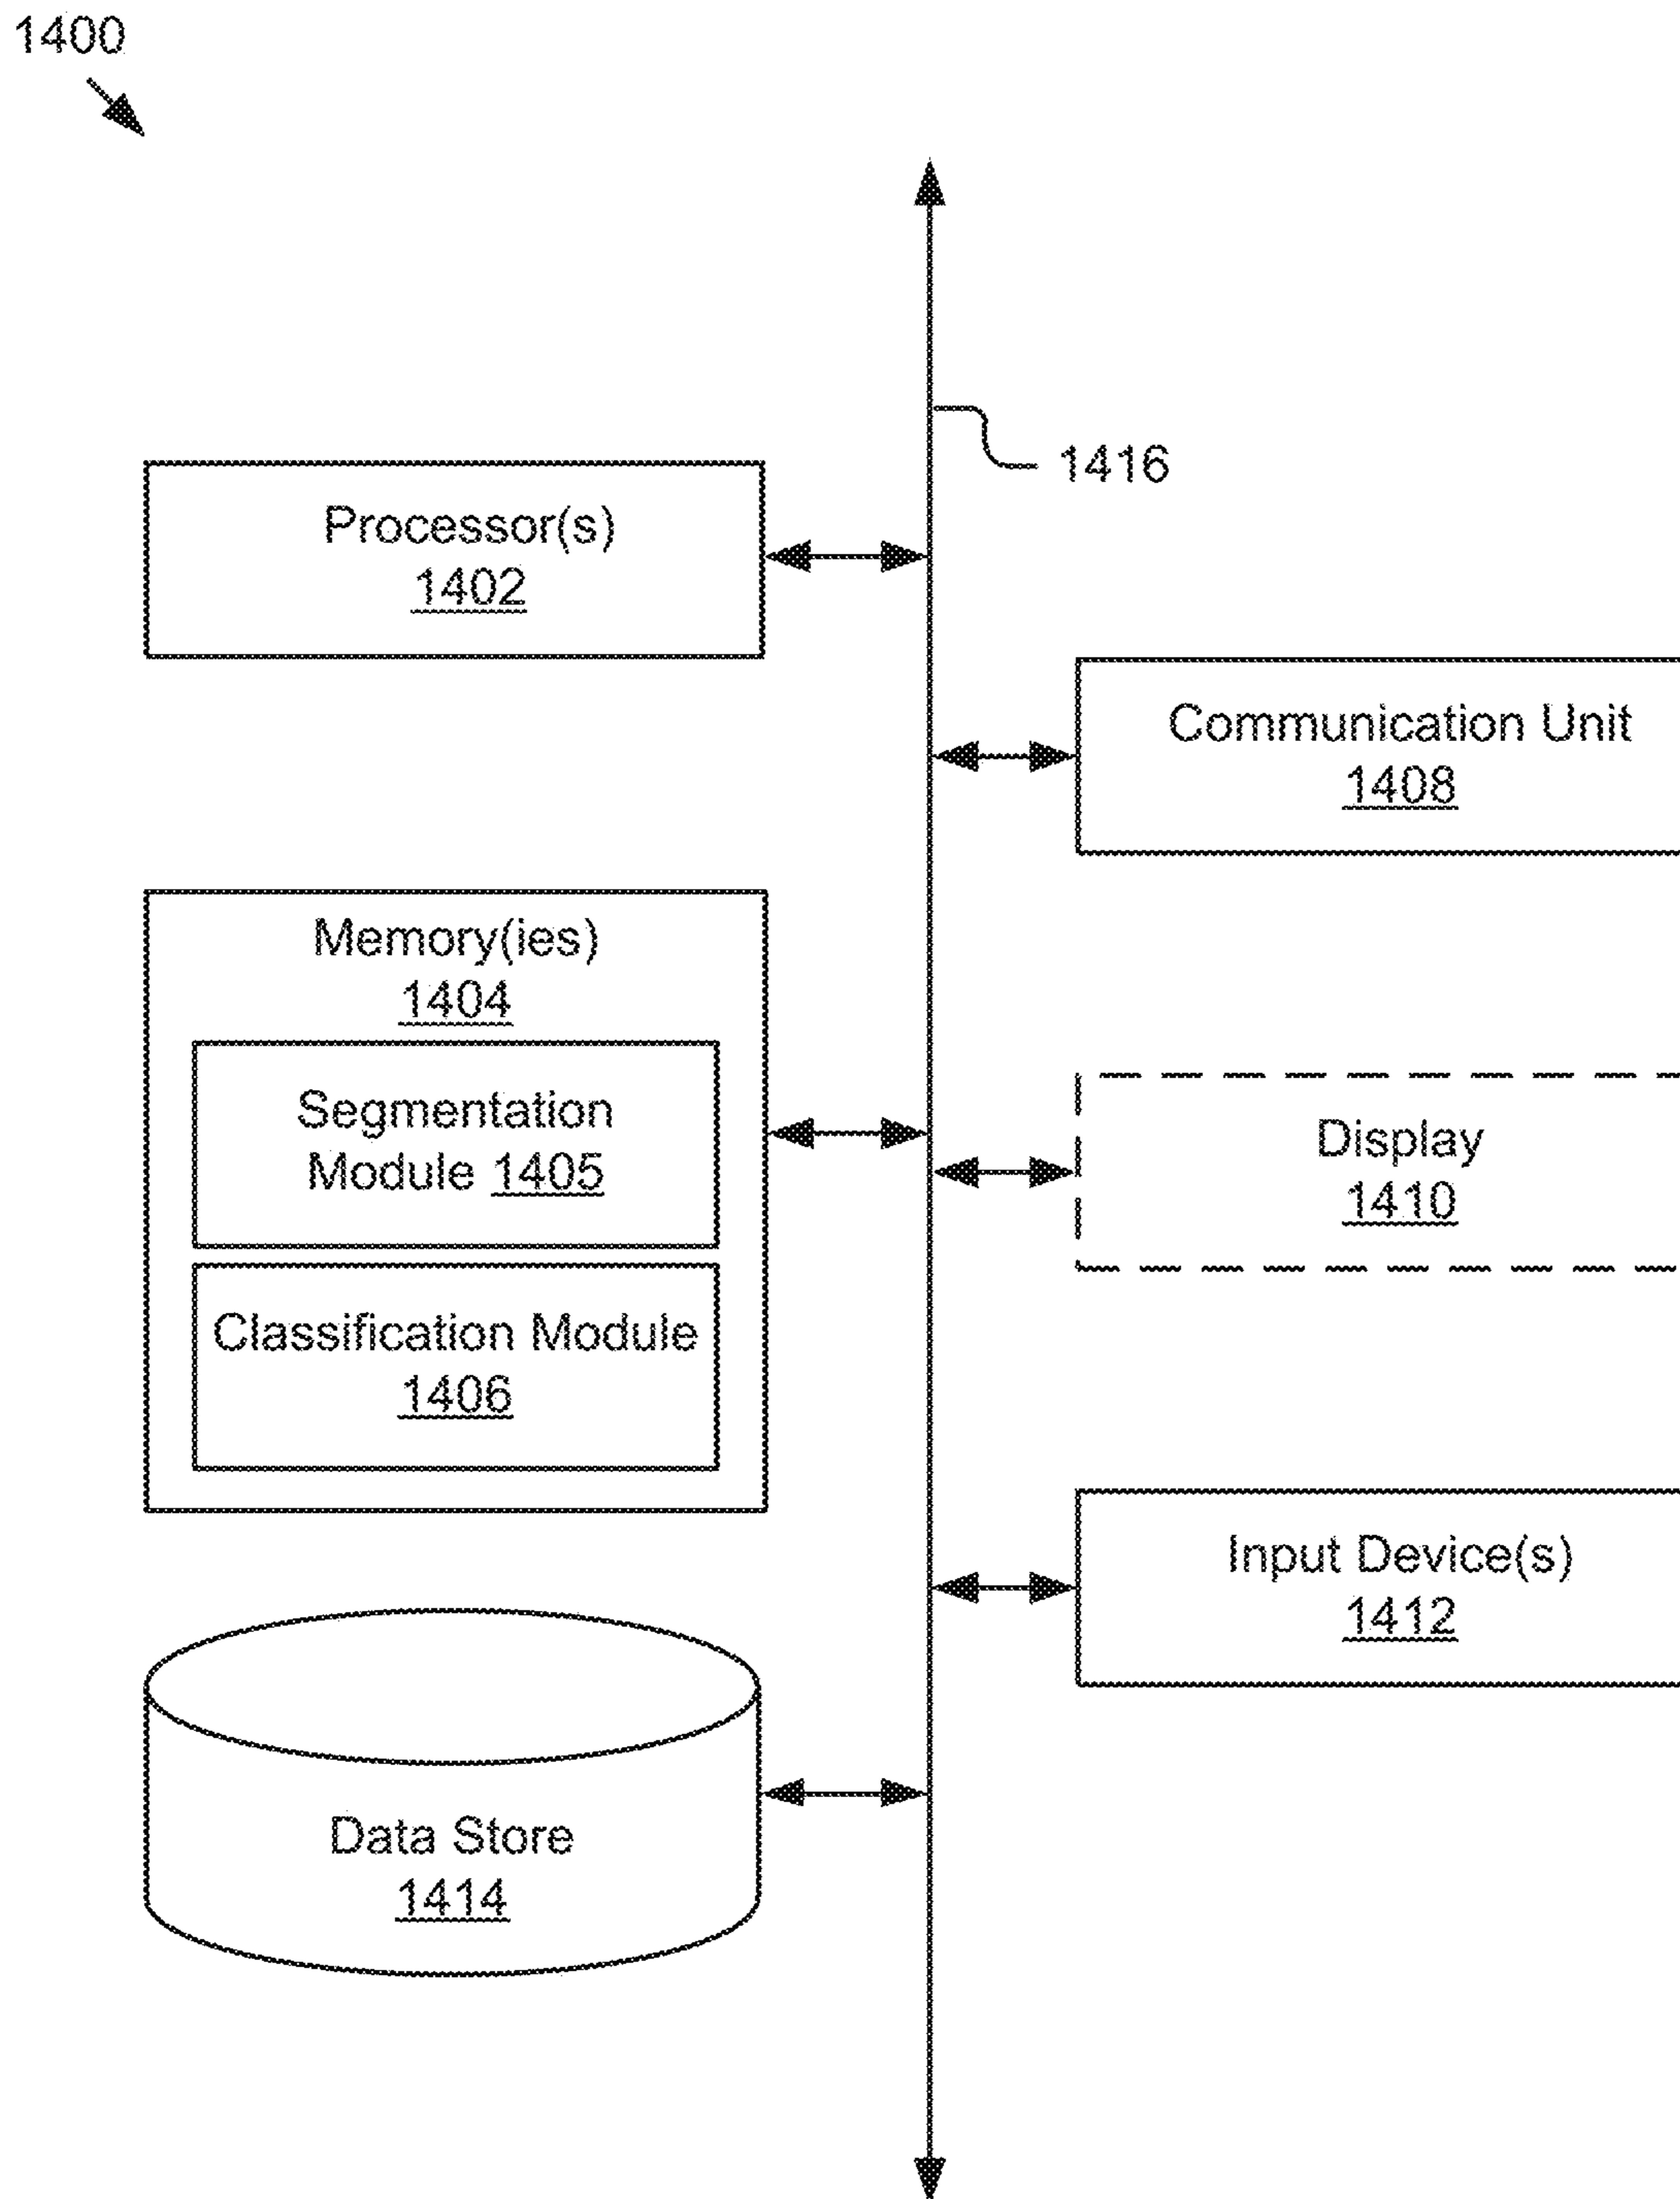 1400
1416
Processor(s)
1402
Communication Unit
1408
Memory(ies)
1404
Segmentation
Module 1405
Display
1410
Classification Module
1406
Input Device(s)
1412
Data Store
1414